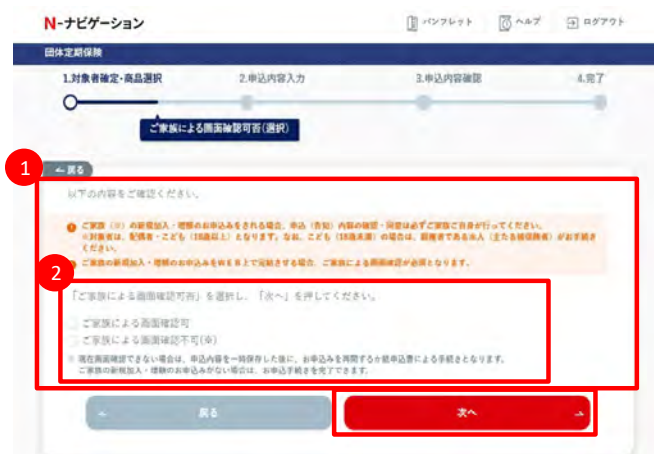 N-ナビゲーション
パンフレット
ヘルプ
ログアウト
団体定期保険
1.対象者確定・商品選択
2.申込内容入力
3.申込内容確認
4.完了
ご家族による画面確認可否(選択)
1
戻る
以下の内容をご確認ください。
ご家族（※）の新規加入・増額のお申込みをされる場合、申込（告知）内容の確認・同意は必ずご家族ご自身が行ってください。
※対象者は、配偶者・こども（18歳以上）となります。なお、こども（18歳未満）の場合は、親権者である本人（主たる被保険者）がお手続き
ください。
2
ご家族の新規加入・増額のお申込みをWEB上で完結させる場合、ご家族による画面確認が必須となります。
「ご家族による画面確認可否」を選択し、「次へ」を押してください。
ご家族による画面確認可
ご家族による画面確認不可(※)
※ 現在画面確認できない場合は、申込内容を一時保存した後に、お申込みを再開するか紙申込書による手続きとなります。
ご家族の新規加入・増額のお申込みがない場合は、お申込手続きを完了できます。
戻る
次へ